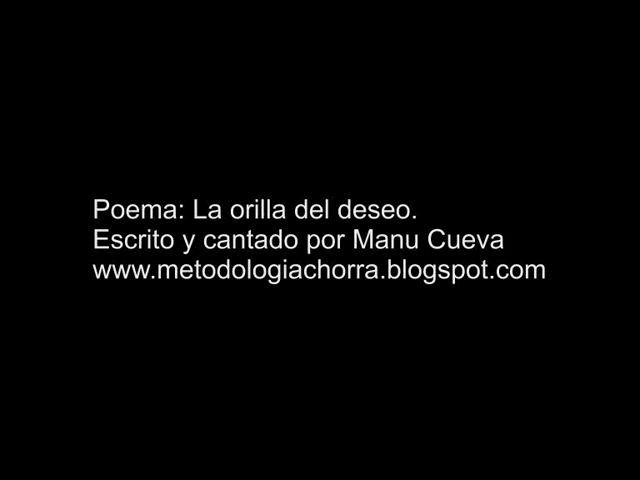 Poema: La orilla del deseo.
Escrito y cantado por Manu Cueva
www.metodologiachorra.blogspot.com